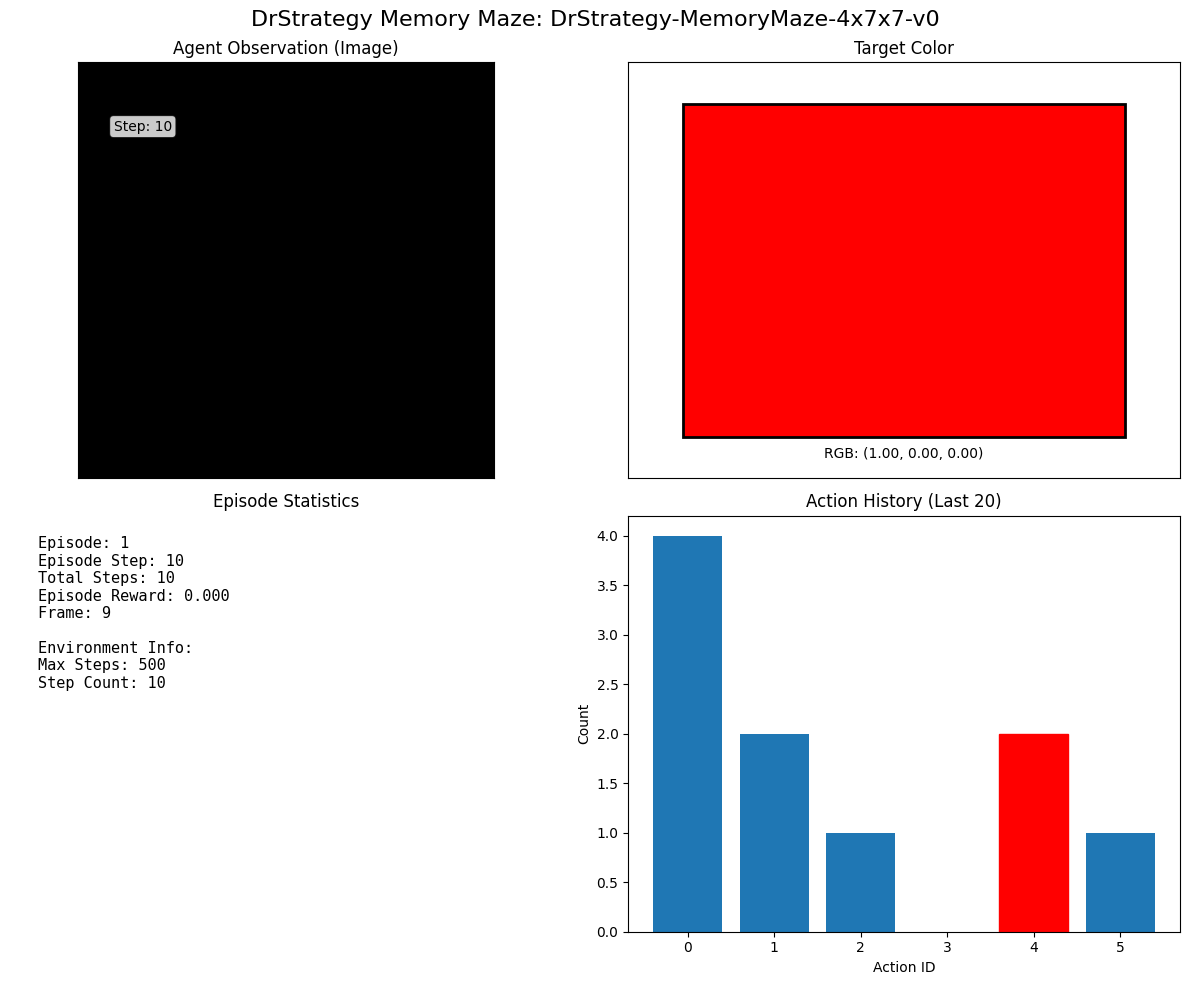 DrStrategy Memory Maze: DrStrategy-MemoryMaze-4x7x7-v0
Agent Observation (Image)
Step: 10
Target Color
RGB: (1.00, 0.00, 0.00)
Episode Statistics
Episode: 1
Episode Step: 10
Total Steps: 10
Episode Reward: 0.000
Frame: 9
Environment Info:
Max Steps: 500
Step Count: 10
Action History (Last 20)
Count
4.0
3.5
3.0
2.5
2.0
1.5
1.0
0.5
0.0
0 1 2 3 4 5
Action ID